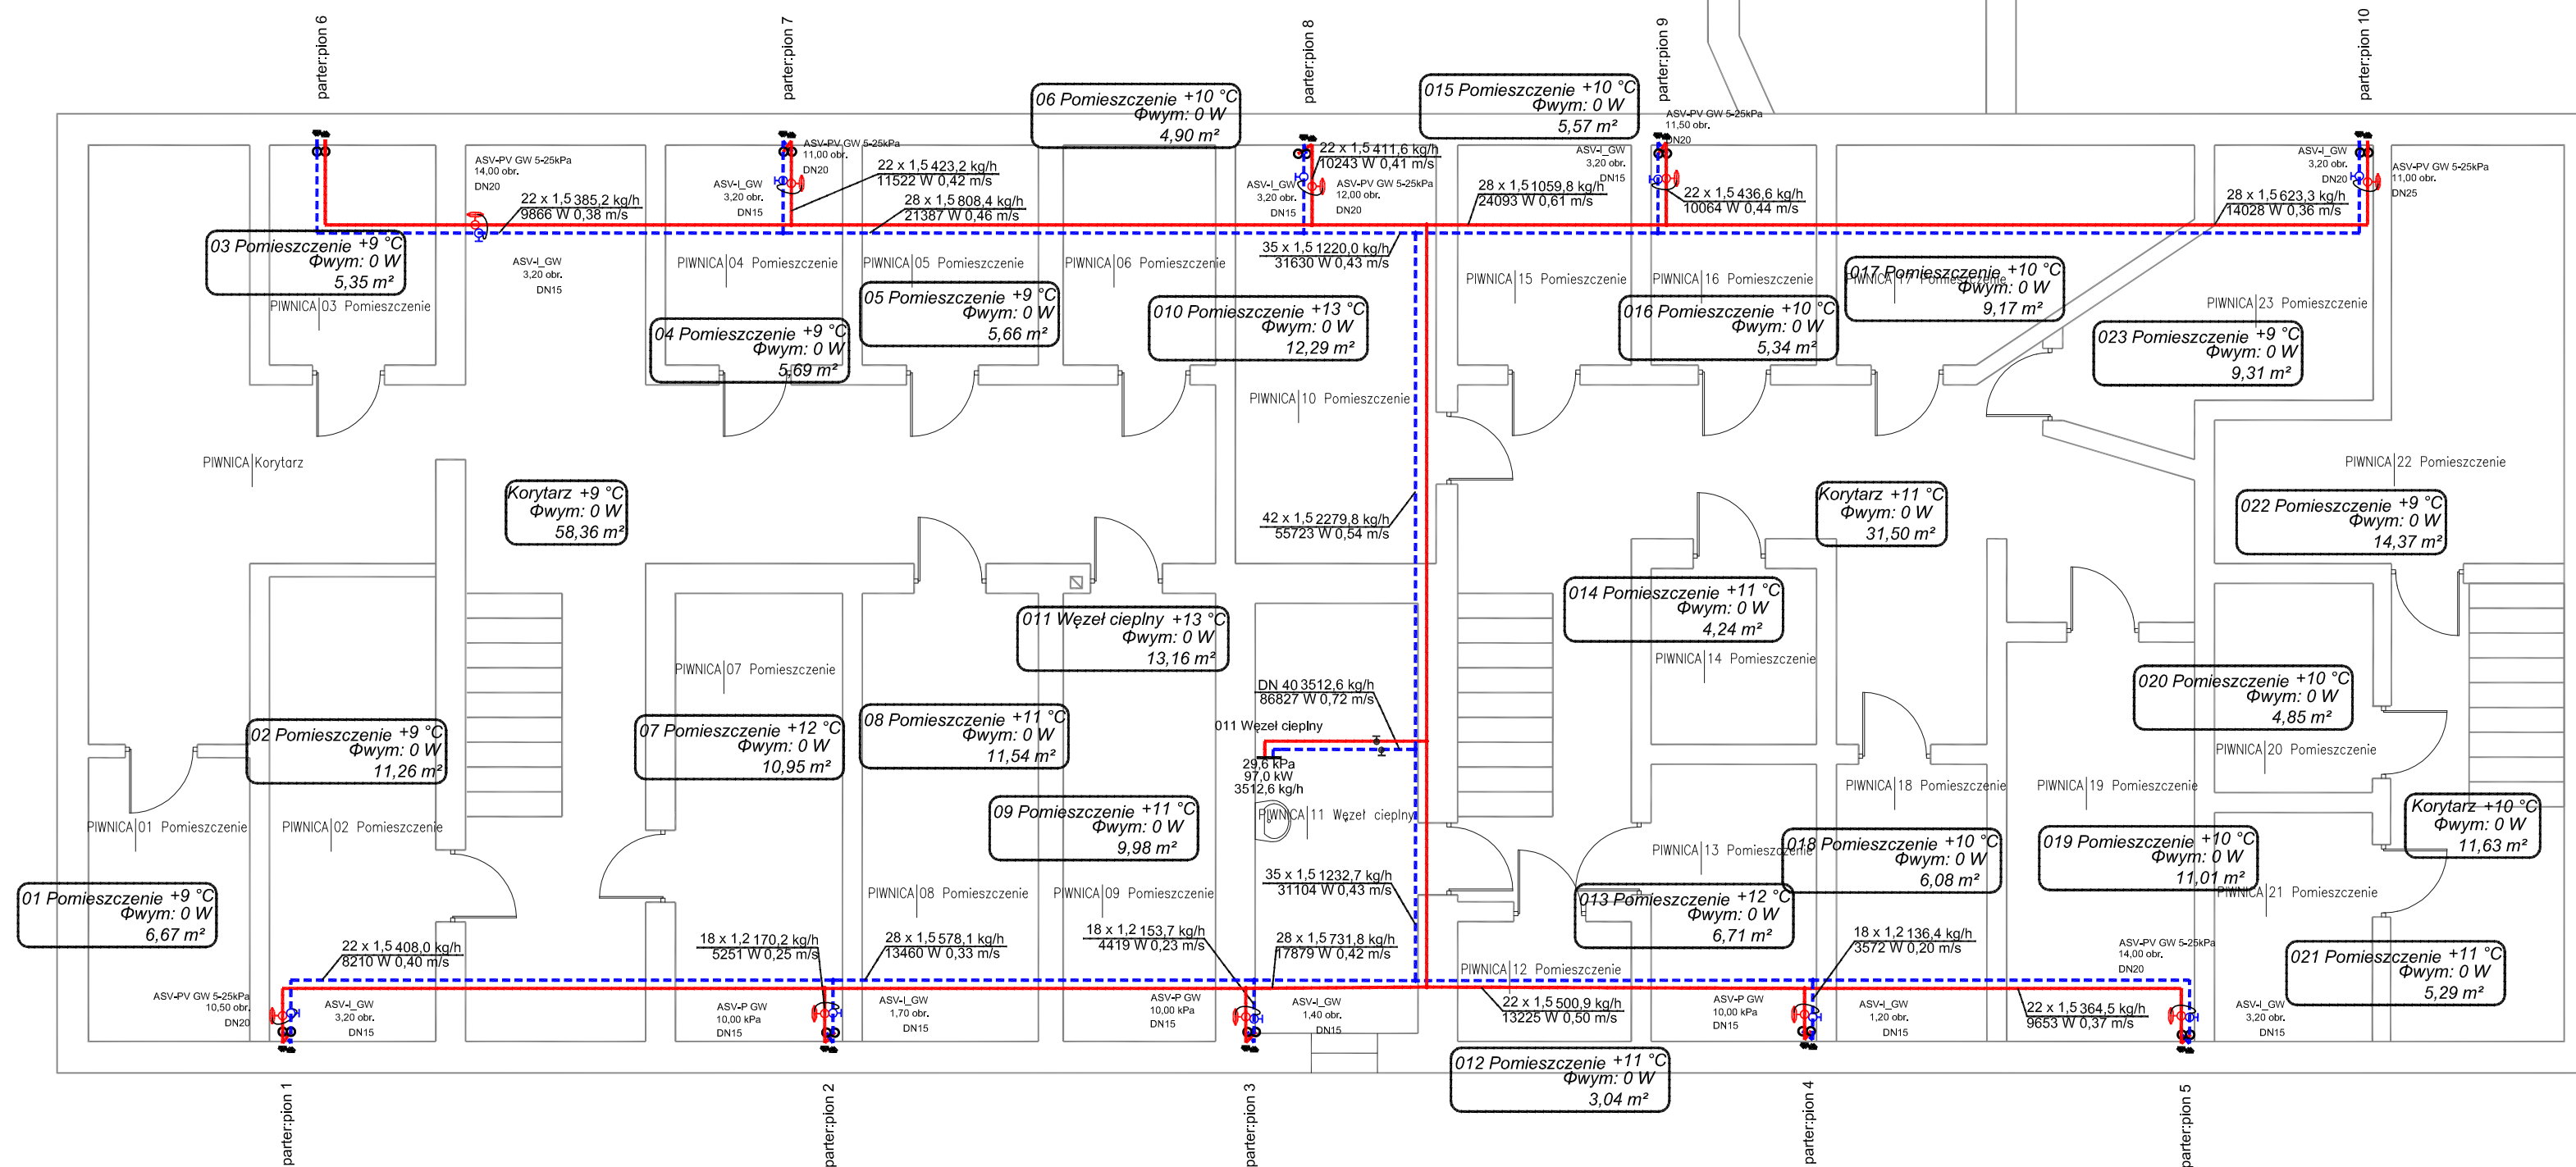 parter:pion 6
parter:pion 7
parter:pion 8
parter:pion 9
parter:pion 10
06 Pomieszczenie +10 °C
Φwym: 0 W
4,90 m²
015 Pomieszczenie +10 °C
Φwym: 0 W
5,57 m²
ASV-PV GW 5-25kPa
14,00 obr.
DN20
22 x 1,5 385,2 kg/h
9866 W 0,38 m/s
ASV-I_GW
3,20 obr.
DN15
ASV-PV GW 5-25kPa
11,00 obr.
DN20
ASV-I_GW
3,20 obr.
DN15
22 x 1,5 423,2 kg/h
11522 W 0,42 m/s
28 x 1,5 808,4 kg/h
21387 W 0,46 m/s
22 x 1,5 411,6 kg/h
10243 W 0,41 m/s
ASV-I_GW
3,20 obr.
DN15
ASV-PV GW 5-25kPa
12,00 obr.
DN20
35 x 1,5 1220,0 kg/h
31630 W 0,43 m/s
28 x 1,5 1059,8 kg/h
24093 W 0,61 m/s
ASV-PV GW 5-25kPa
11,50 obr.
DN20
ASV-I_GW
3,20 obr.
DN15
22 x 1,5 436,6 kg/h
10064 W 0,44 m/s
28 x 1,5 623,3 kg/h
14028 W 0,36 m/s
ASV-I_GW
3,20 obr.
DN20
ASV-PV GW 5-25kPa
11,00 obr.
DN25
03 Pomieszczenie +9 °C
Φwym: 0 W
5,35 m²
PIWNICA 03 Pomieszczenie
PIWNICA 04 Pomieszczenie
04 Pomieszczenie +9 °C
Φwym: 0 W
5,69 m²
PIWNICA 05 Pomieszczenie
05 Pomieszczenie +9 °C
Φwym: 0 W
5,66 m²
PIWNICA 06 Pomieszczenie
010 Pomieszczenie +13 °C
Φwym: 0 W
12,29 m²
PIWNICA 10 Pomieszczenie
PIWNICA 15 Pomieszczenie
PIWNICA 16 Pomieszczenie
016 Pomieszczenie +10 °C
Φwym: 0 W
5,34 m²
017 Pomieszczenie +10 °C
PIWNICA 17 Pomieszczenie
Φwym: 0 W
9,17 m²
PIWNICA 23 Pomieszczenie
023 Pomieszczenie +9 °C
Φwym: 0 W
9,31 m²
PIWNICA Korytarz
Korytarz +9 °C
Φwym: 0 W
58,36 m²
42 x 1,5 2279,8 kg/h
55723 W 0,54 m/s
Korytarz +11 °C
Φwym: 0 W
31,50 m²
PIWNICA 22 Pomieszczenie
022 Pomieszczenie +9 °C
Φwym: 0 W
14,37 m²
011 Węzeł cieplny +13 °C
Φwym: 0 W
13,16 m²
014 Pomieszczenie +11 °C
Φwym: 0 W
4,24 m²
PIWNICA 14 Pomieszczenie
PIWNICA 07 Pomieszczenie
07 Pomieszczenie +12 °C
Φwym: 0 W
10,95 m²
02 Pomieszczenie +9 °C
Φwym: 0 W
11,26 m²
08 Pomieszczenie +11 °C
Φwym: 0 W
11,54 m²
DN 40 3512,6 kg/h
86827 W 0,72 m/s
011 Węzeł cieplny
29,6 kPa
97,0 kW
3512,6 kg/h
PIWNICA 11 Węzeł cieplny
020 Pomieszczenie +10 °C
Φwym: 0 W
4,85 m²
PIWNICA 20 Pomieszczenie
PIWNICA 18 Pomieszczenie
PIWNICA 19 Pomieszczenie
Korytarz +10 °C
Φwym: 0 W
11,63 m²
PIWNICA 01 Pomieszczenie
PIWNICA 02 Pomieszczenie
09 Pomieszczenie +11 °C
Φwym: 0 W
9,98 m²
PIWNICA 13 Pomieszczenie
018 Pomieszczenie +10 °C
Φwym: 0 W
6,08 m²
019 Pomieszczenie +10 °C
Φwym: 0 W
11,01 m²
PIWNICA 21 Pomieszczenie
01 Pomieszczenie +9 °C
Φwym: 0 W
6,67 m²
PIWNICA 08 Pomieszczenie
PIWNICA 09 Pomieszczenie
35 x 1,5 1232,7 kg/h
31104 W 0,43 m/s
013 Pomieszczenie +12 °C
Φwym: 0 W
6,71 m²
22 x 1,5 408,0 kg/h
8210 W 0,40 m/s
18 x 1,2 170,2 kg/h
5251 W 0,25 m/s
28 x 1,5 578,1 kg/h
13460 W 0,33 m/s
18 x 1,2 153,7 kg/h
4419 W 0,23 m/s
28 x 1,5 731,8 kg/h
17879 W 0,42 m/s
PIWNICA 12 Pomieszczenie
18 x 1,2 136,4 kg/h
3572 W 0,20 m/s
ASV-PV GW 5-25kPa
14,00 obr.
DN20
021 Pomieszczenie +11 °C
Φwym: 0 W
5,29 m²
ASV-PV GW 5-25kPa
10,50 obr.
DN20
ASV-I_GW
3,20 obr.
DN15
ASV-P GW
10,00 kPa
DN15
ASV-I_GW
1,70 obr.
DN15
ASV-P GW
10,00 kPa
DN15
ASV-I_GW
1,40 obr.
DN15
22 x 1,5 500,9 kg/h
13225 W 0,50 m/s
ASV-P GW
10,00 kPa
DN15
ASV-I_GW
1,20 obr.
DN15
22 x 1,5 364,5 kg/h
9653 W 0,37 m/s
ASV-I_GW
3,20 obr.
DN15
012 Pomieszczenie +11 °C
Φwym: 0 W
3,04 m²
parter:pion 1
parter:pion 2
parter:pion 3
parter:pion 4
parter:pion 5